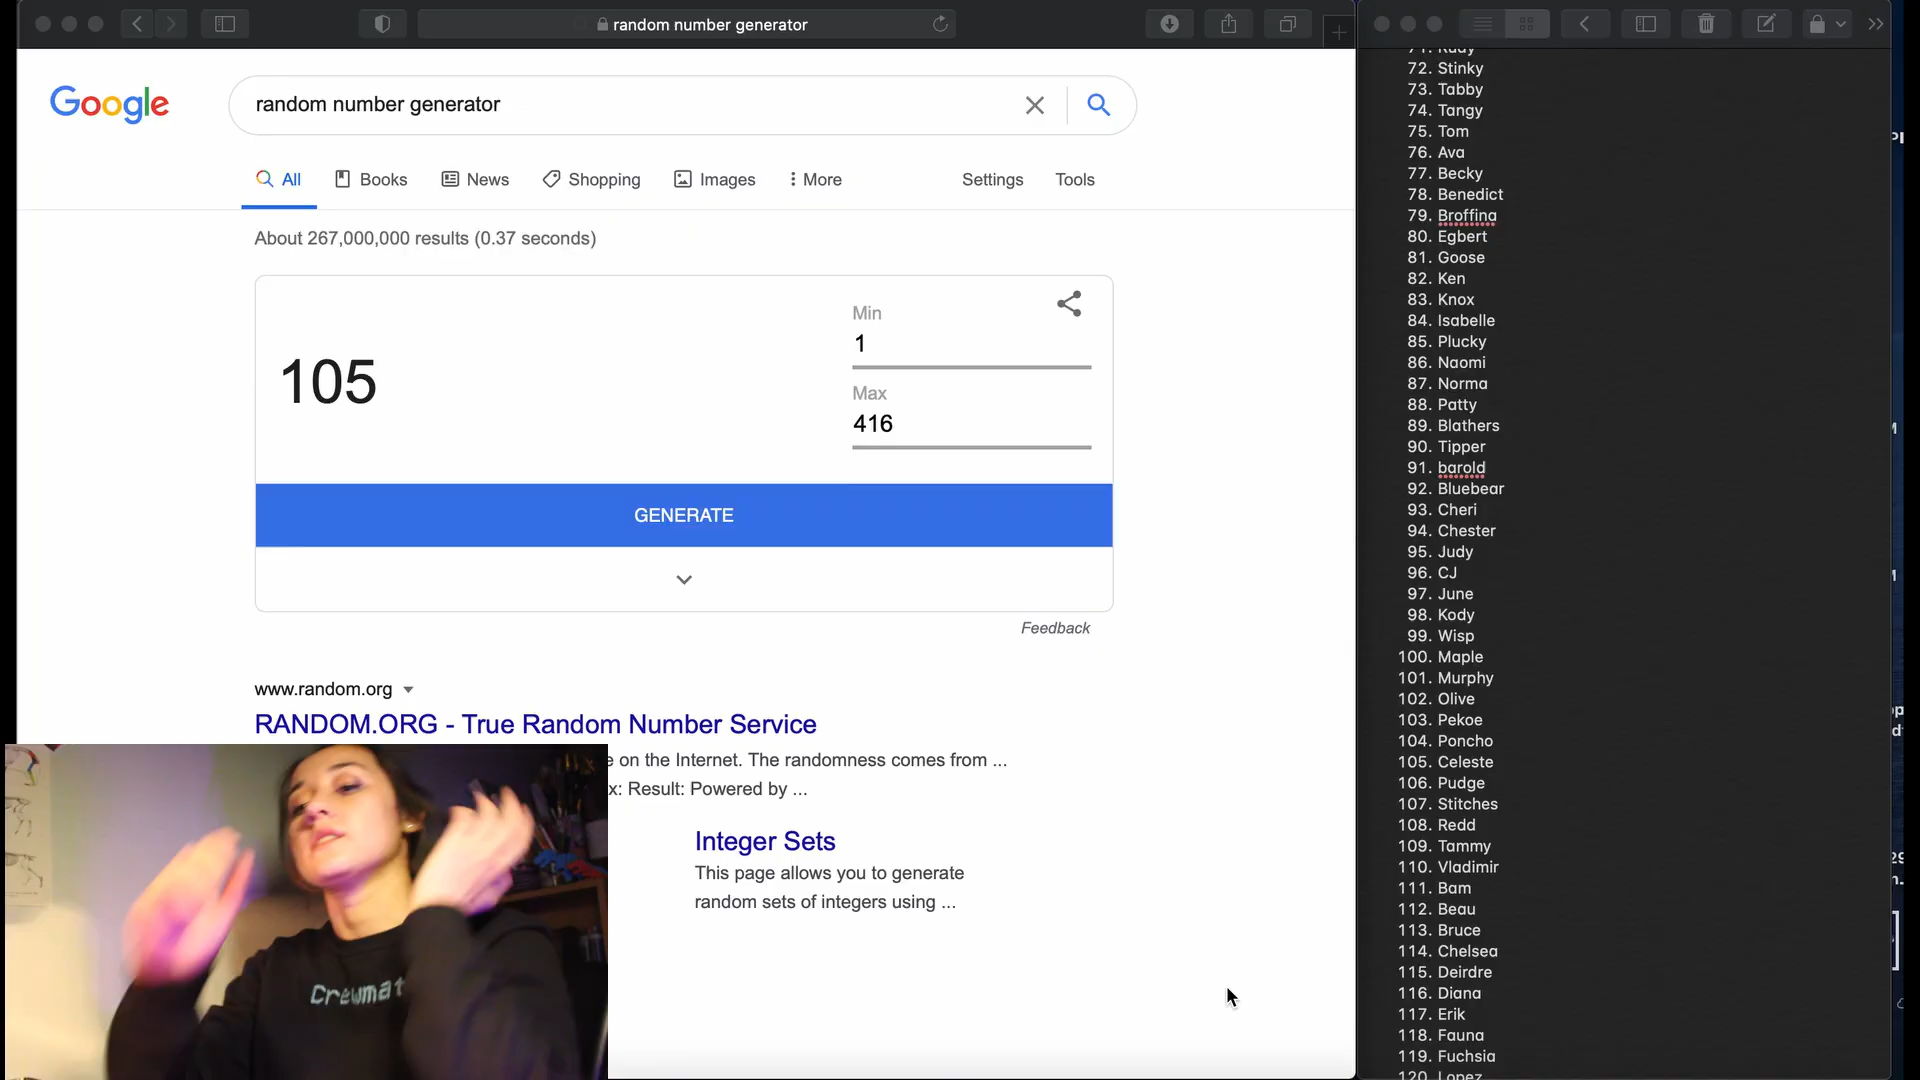 random number generator
Google
random number generator
All
Books
News
Shopping
Images
More
Settings
Tools
About 267,000,000 results (0.37 seconds)
105
Min
1
Max
416
GENERATE
Feedback
www.random.org
RANDOM.ORG - True Random Number Service
on the Internet. The randomness comes from ...
x: Result: Powered by ...
Integer Sets
This page allows you to generate
random sets of integers using ...
Crewmat
71. Rudy
72. Stinky
73. Tabby
74. Tangy
75. Tom
76. Ava
77. Becky
78. Benedict
79. Broffina
80. Egbert
81. Goose
82. Ken
83. Knox
84. Isabelle
85. Plucky
86. Naomi
87. Norma
88. Patty
89. Blathers
90. Tipper
91. barold
92. Bluebear
93. Cheri
94. Chester
95. Judy
96. CJ
97. June
98. Kody
99. Wisp
100. Maple
101. Murphy
102. Olive
103. Pekoe
104. Poncho
105. Celeste
106. Pudge
107. Stitches
108. Redd
109. Tammy
110. Vladimir
111. Bam
112. Beau
113. Bruce
114. Chelsea
115. Deirdre
116. Diana
117. Erik
118. Fauna
119. Fuchsia
120. Lopez